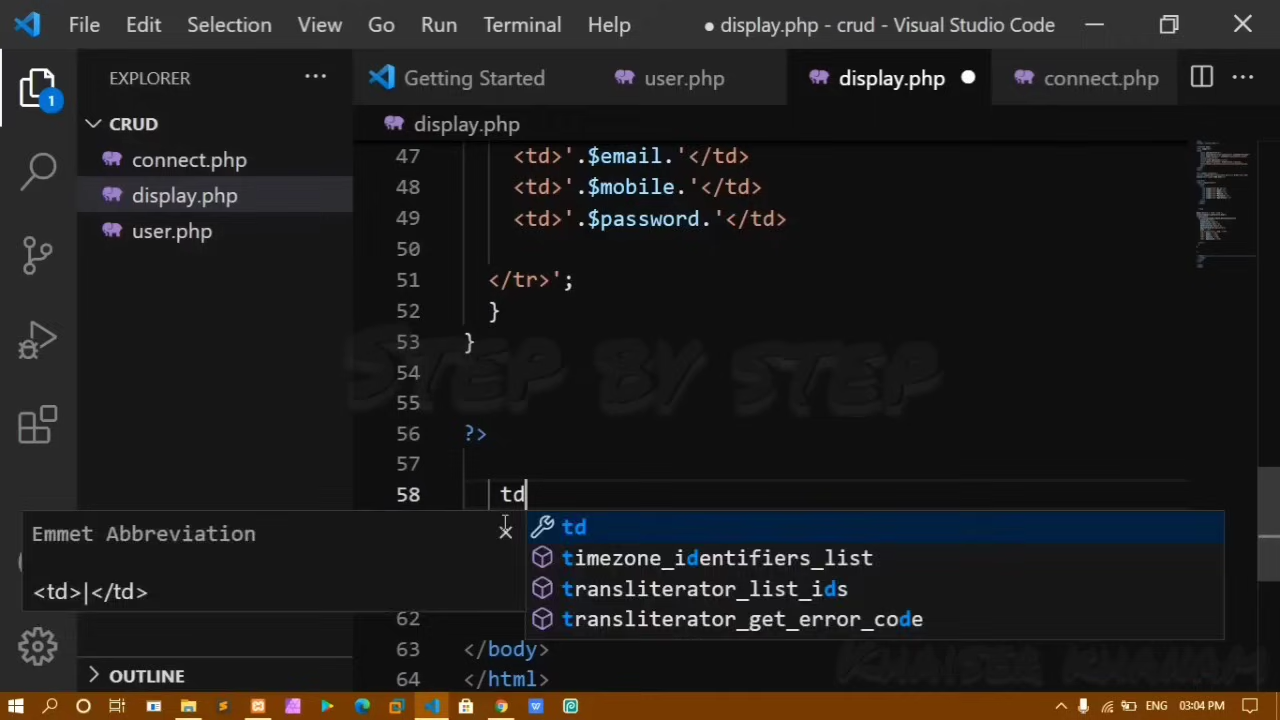 File Edit Selection View Go Run Terminal Help ● display.php - crud - Visual Studio Code
EXPLORER ...
Getting Started
user.php
display.php
connect.php
...
1
CRUD
connect.php
display.php
user.php
display.php
47 <td>'.$email.'</td>
48 <td>'.$mobile.'</td>
49 <td>'.$password.'</td>
50
51 </tr>';
52 }
53 }
54
55
STEP BY STEP
56 ?>
57
58 td
Emmet Abbreviation
<td>|</td>
td
timezone_identifiers_list
transliterator_list_ids
transliterator_get_error_code
62
63 </body>
64 </html>
OUTLINE
KHAISER KHANAM
ENG 03:04 PM